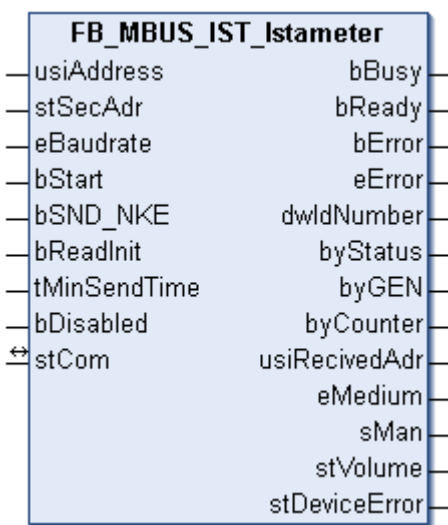 FB_MBUS_IST_Istameter
usiAddress bBusy
stSecAdr bReady
eBaudrate bError
bStart eError
bSND_NKE dwIdNumber
bReadInit byStatus
tMinSendTime byGEN
bDisabled byCounter
stCom usiRecivedAdr
eMedium
sMan
stVolume
stDeviceError